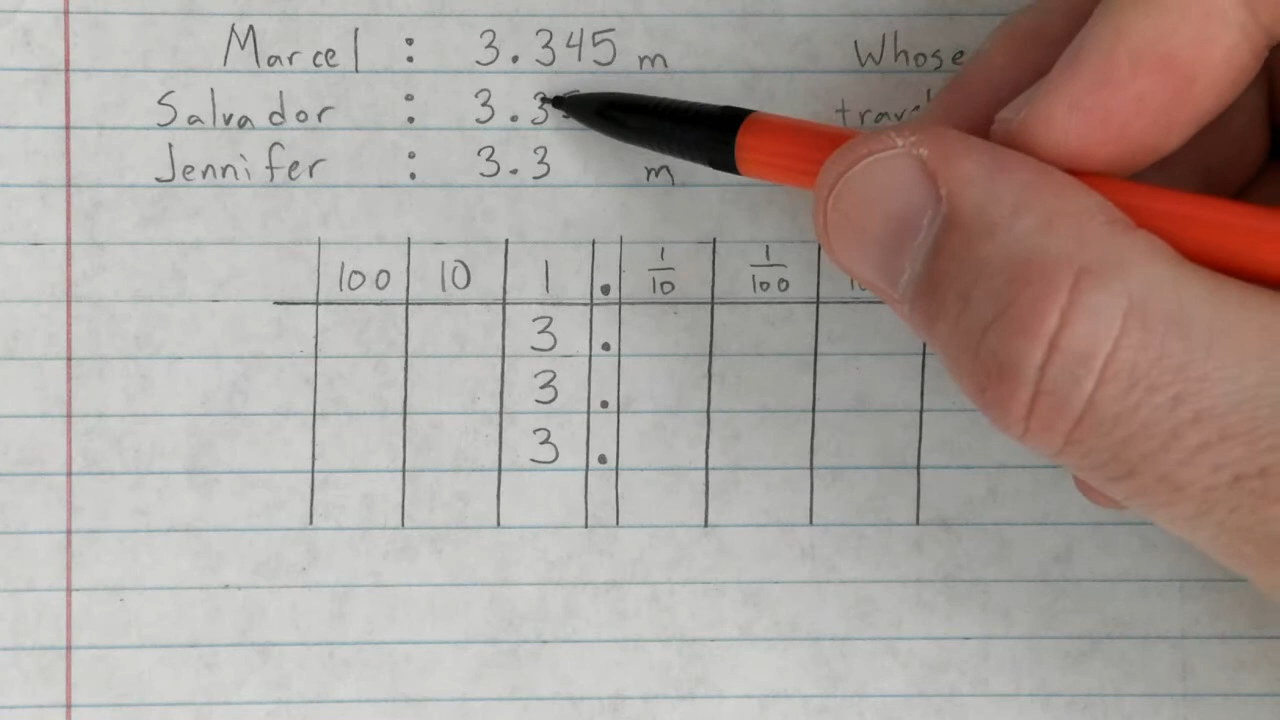 Marcel : 3.345 m Whose
Salvador : 3.35
Jennifer : 3.3 m
100 10 1 . 1/10 1/100
3 .
3 .
3 .